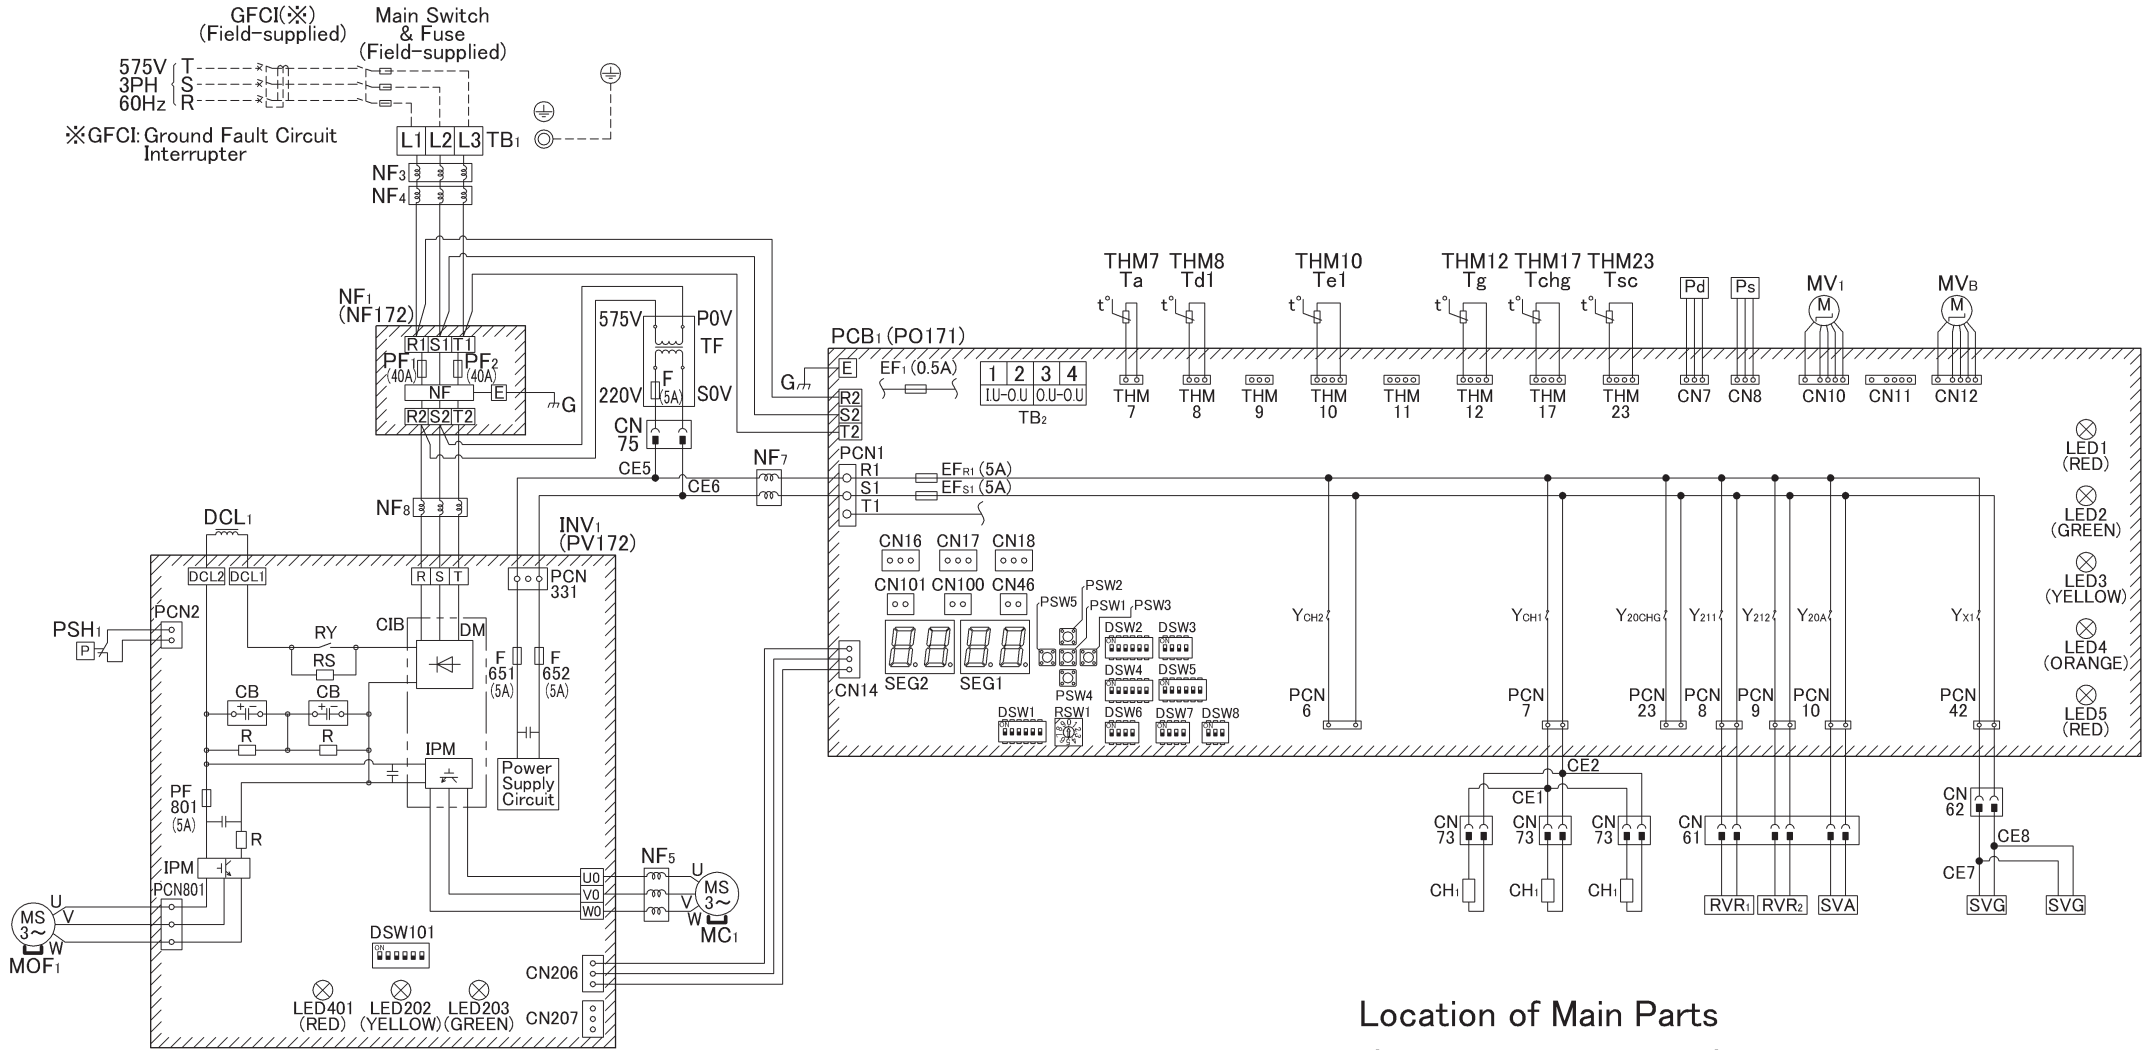 GFCI(※)
(Field-supplied)
Main Switch
& Fuse
(Field-supplied)
575V
3PH
60Hz
T
S
R
※GFCI: Ground Fault Circuit
Interrupter
L1 L2 L3 TB1
NF3
NF4
NF1
(NF172)
R1 S1 T1
PF1
(40A)
PF2
(40A)
NF
E
G
R2 S2 T2
575V P0V
TF
F
(5A)
220V S0V
CN
75
CE5
CE6
NF7
NF8
DCL1
INV1
(PV172)
DCL2 DCL1
R S T
PCN
331
PSH1
P
PCN2
RY
RS
CIB
DM
F
651
(5A)
F
652
(5A)
CB
+ -
CB
+ -
R
R
IPM
Power
Supply
Circuit
PF
801
(5A)
R
IPM
PCN801
U
V
W
MS
3~
MOF1
U0
V0
W0
NF5
U
V
W
MS
3~
MC1
DSW101
ON
LED401
(RED)
LED202
(YELLOW)
LED203
(GREEN)
CN206
CN207
PCB1 (PO171)
G
E
R2
S2
T2
EF1 (0.5A)
1 2 3 4
I.U-O.U O.U-O.U
TB2
THM7
Ta
t°
THM
7
THM8
Td1
t°
THM
8
THM
9
THM10
Te1
t°
THM
10
THM
11
THM12
Tg
t°
THM
12
THM17
Tchg
t°
THM
17
THM23
Tsc
t°
THM
23
Pd
CN7
Ps
CN8
MV1
M
CN10
CN11
MVB
M
CN12
LED1
(RED)
LED2
(GREEN)
LED3
(YELLOW)
LED4
(ORANGE)
LED5
(RED)
PCN1
R1
S1
T1
EFR1 (5A)
EFS1 (5A)
CN16
CN17
CN18
CN101
CN100
CN46
SEG2
SEG1
CN14
PSW5
PSW2
PSW1
PSW3
PSW4
DSW2
ON
DSW3
ON
DSW4
ON
DSW5
ON
DSW1
ON
RSW1
DSW6
ON
DSW7
ON
DSW8
ON
YCH2
YCH1
Y20CHG
Y211
Y212
Y20A
YX1
PCN
6
PCN
7
PCN
23
PCN
8
PCN
9
PCN
10
PCN
42
CE2
CE1
CN
73
CN
73
CN
73
CH1
CH1
CH1
CN
61
RVR1
RVR2
SVA
CN
62
CE8
CE7
SVG
SVG
Location of Main Parts